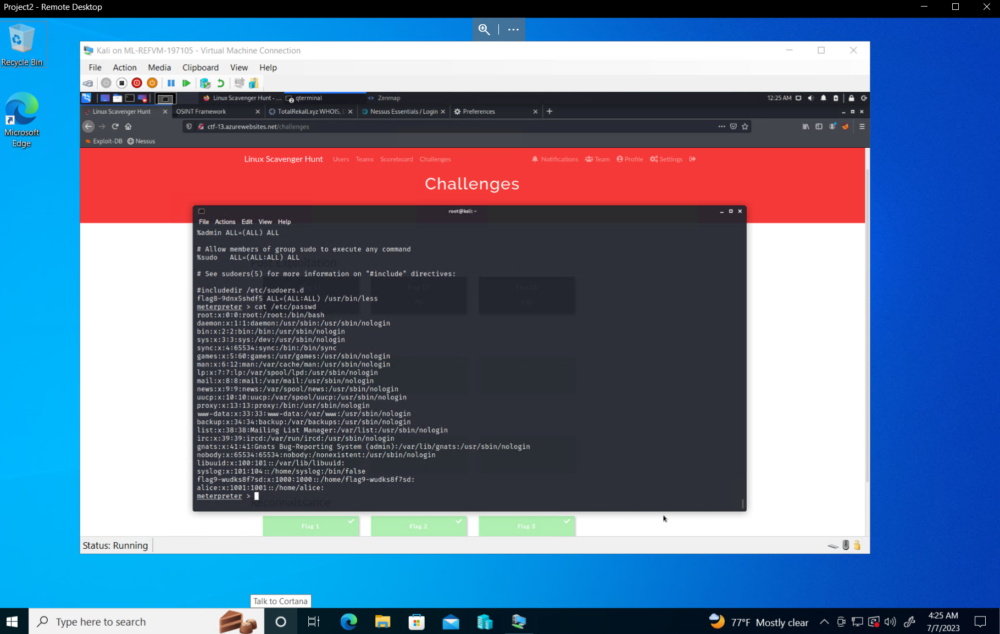 Project2 - Remote Desktop
Recycle Bin
Microsoft
Edge
Kali on ML-REFVM-197105 - Virtual Machine Connection
File Action Media Clipboard View Help
Linux Scavenger Hunt - ... 2 qterminal Zenmap 12:25 AM
Linux Scavenger Hunt OSINT Framework TotalRekall.xyz WHOIS, Nessus Essentials / Login Preferences
ctf-13.azurewebsites.net/challenges
Exploit-DB Nessus
Linux Scavenger Hunt Users Teams Scoreboard Challenges Notifications Team Profile Settings
Challenges
root@kali: ~
File Actions Edit View Help
%admin ALL=(ALL) ALL
# Allow members of group sudo to execute any command
%sudo ALL=(ALL:ALL) ALL
Post Exploitation
# See sudoers(5) for more information on "#include" directives:
#includedir /etc/sudoers.d
flag8-9dnx5shdf5 ALL=(ALL:ALL) /usr/bin/less
meterpreter > cat /etc/passwd
root:x:0:0:root:/root:/bin/bash
daemon:x:1:1:daemon:/usr/sbin:/usr/sbin/nologin
bin:x:2:2:bin:/bin:/usr/sbin/nologin
sys:x:3:3:sys:/dev:/usr/sbin/nologin
sync:x:4:65534:sync:/bin:/bin/sync
games:x:5:60:games:/usr/games:/usr/sbin/nologin
man:x:6:12:man:/var/cache/man:/usr/sbin/nologin
lp:x:7:7:lp:/var/spool/lpd:/usr/sbin/nologin
mail:x:8:8:mail:/var/mail:/usr/sbin/nologin
news:x:9:9:news:/var/spool/news:/usr/sbin/nologin
uucp:x:10:10:uucp:/var/spool/uucp:/usr/sbin/nologin
proxy:x:13:13:proxy:/bin:/usr/sbin/nologin
www-data:x:33:33:www-data:/var/www:/usr/sbin/nologin
backup:x:34:34:backup:/var/backups:/usr/sbin/nologin
list:x:38:38:Mailing List Manager:/var/list:/usr/sbin/nologin
irc:x:39:39:ircd:/var/run/ircd:/usr/sbin/nologin
gnats:x:41:41:Gnats Bug-Reporting System (admin):/var/lib/gnats:/usr/sbin/nologin
nobody:x:65534:65534:nobody:/nonexistent:/usr/sbin/nologin
libuuid:x:100:101::/var/lib/libuuid:
syslog:x:101:104::/home/syslog:/bin/false
flag9-wudks8f7sd:x:1000:1000::/home/flag9-wudks8f7sd:
alice:x:1001:1001::/home/alice:
meterpreter >
Reconnaissance
Flag 1 Flag 2 Flag 3
Status: Running
Talk to Cortana
Type here to search
77°F Mostly clear
4:25 AM
7/7/2023